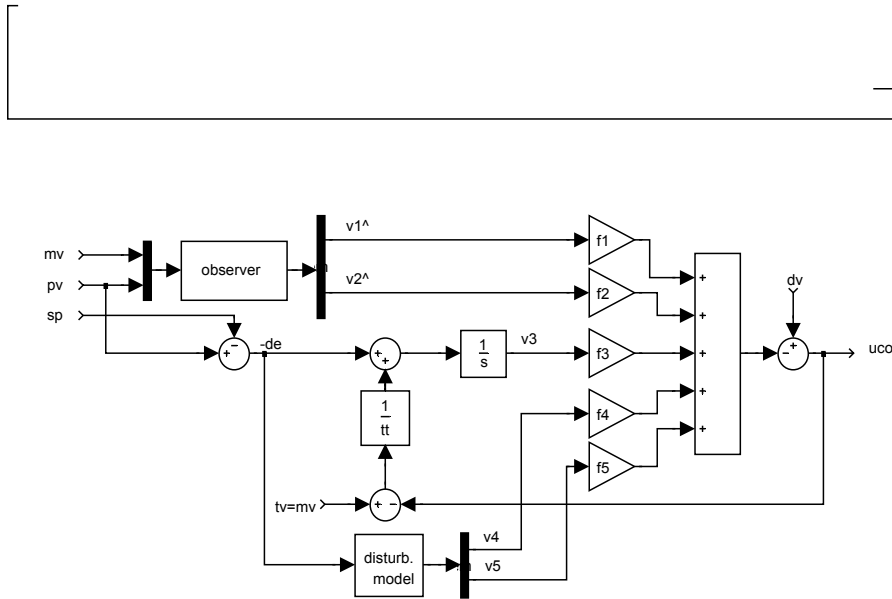 mv
pv
sp
observer
v1^
v2^
f1
f2
f3
f4
f5
+
+
+
+
+
dv
+
−
uco
−
+
-de
+
+
1
s
v3
1
tt
tv=mv
+
−
disturb.
model
v4
v5